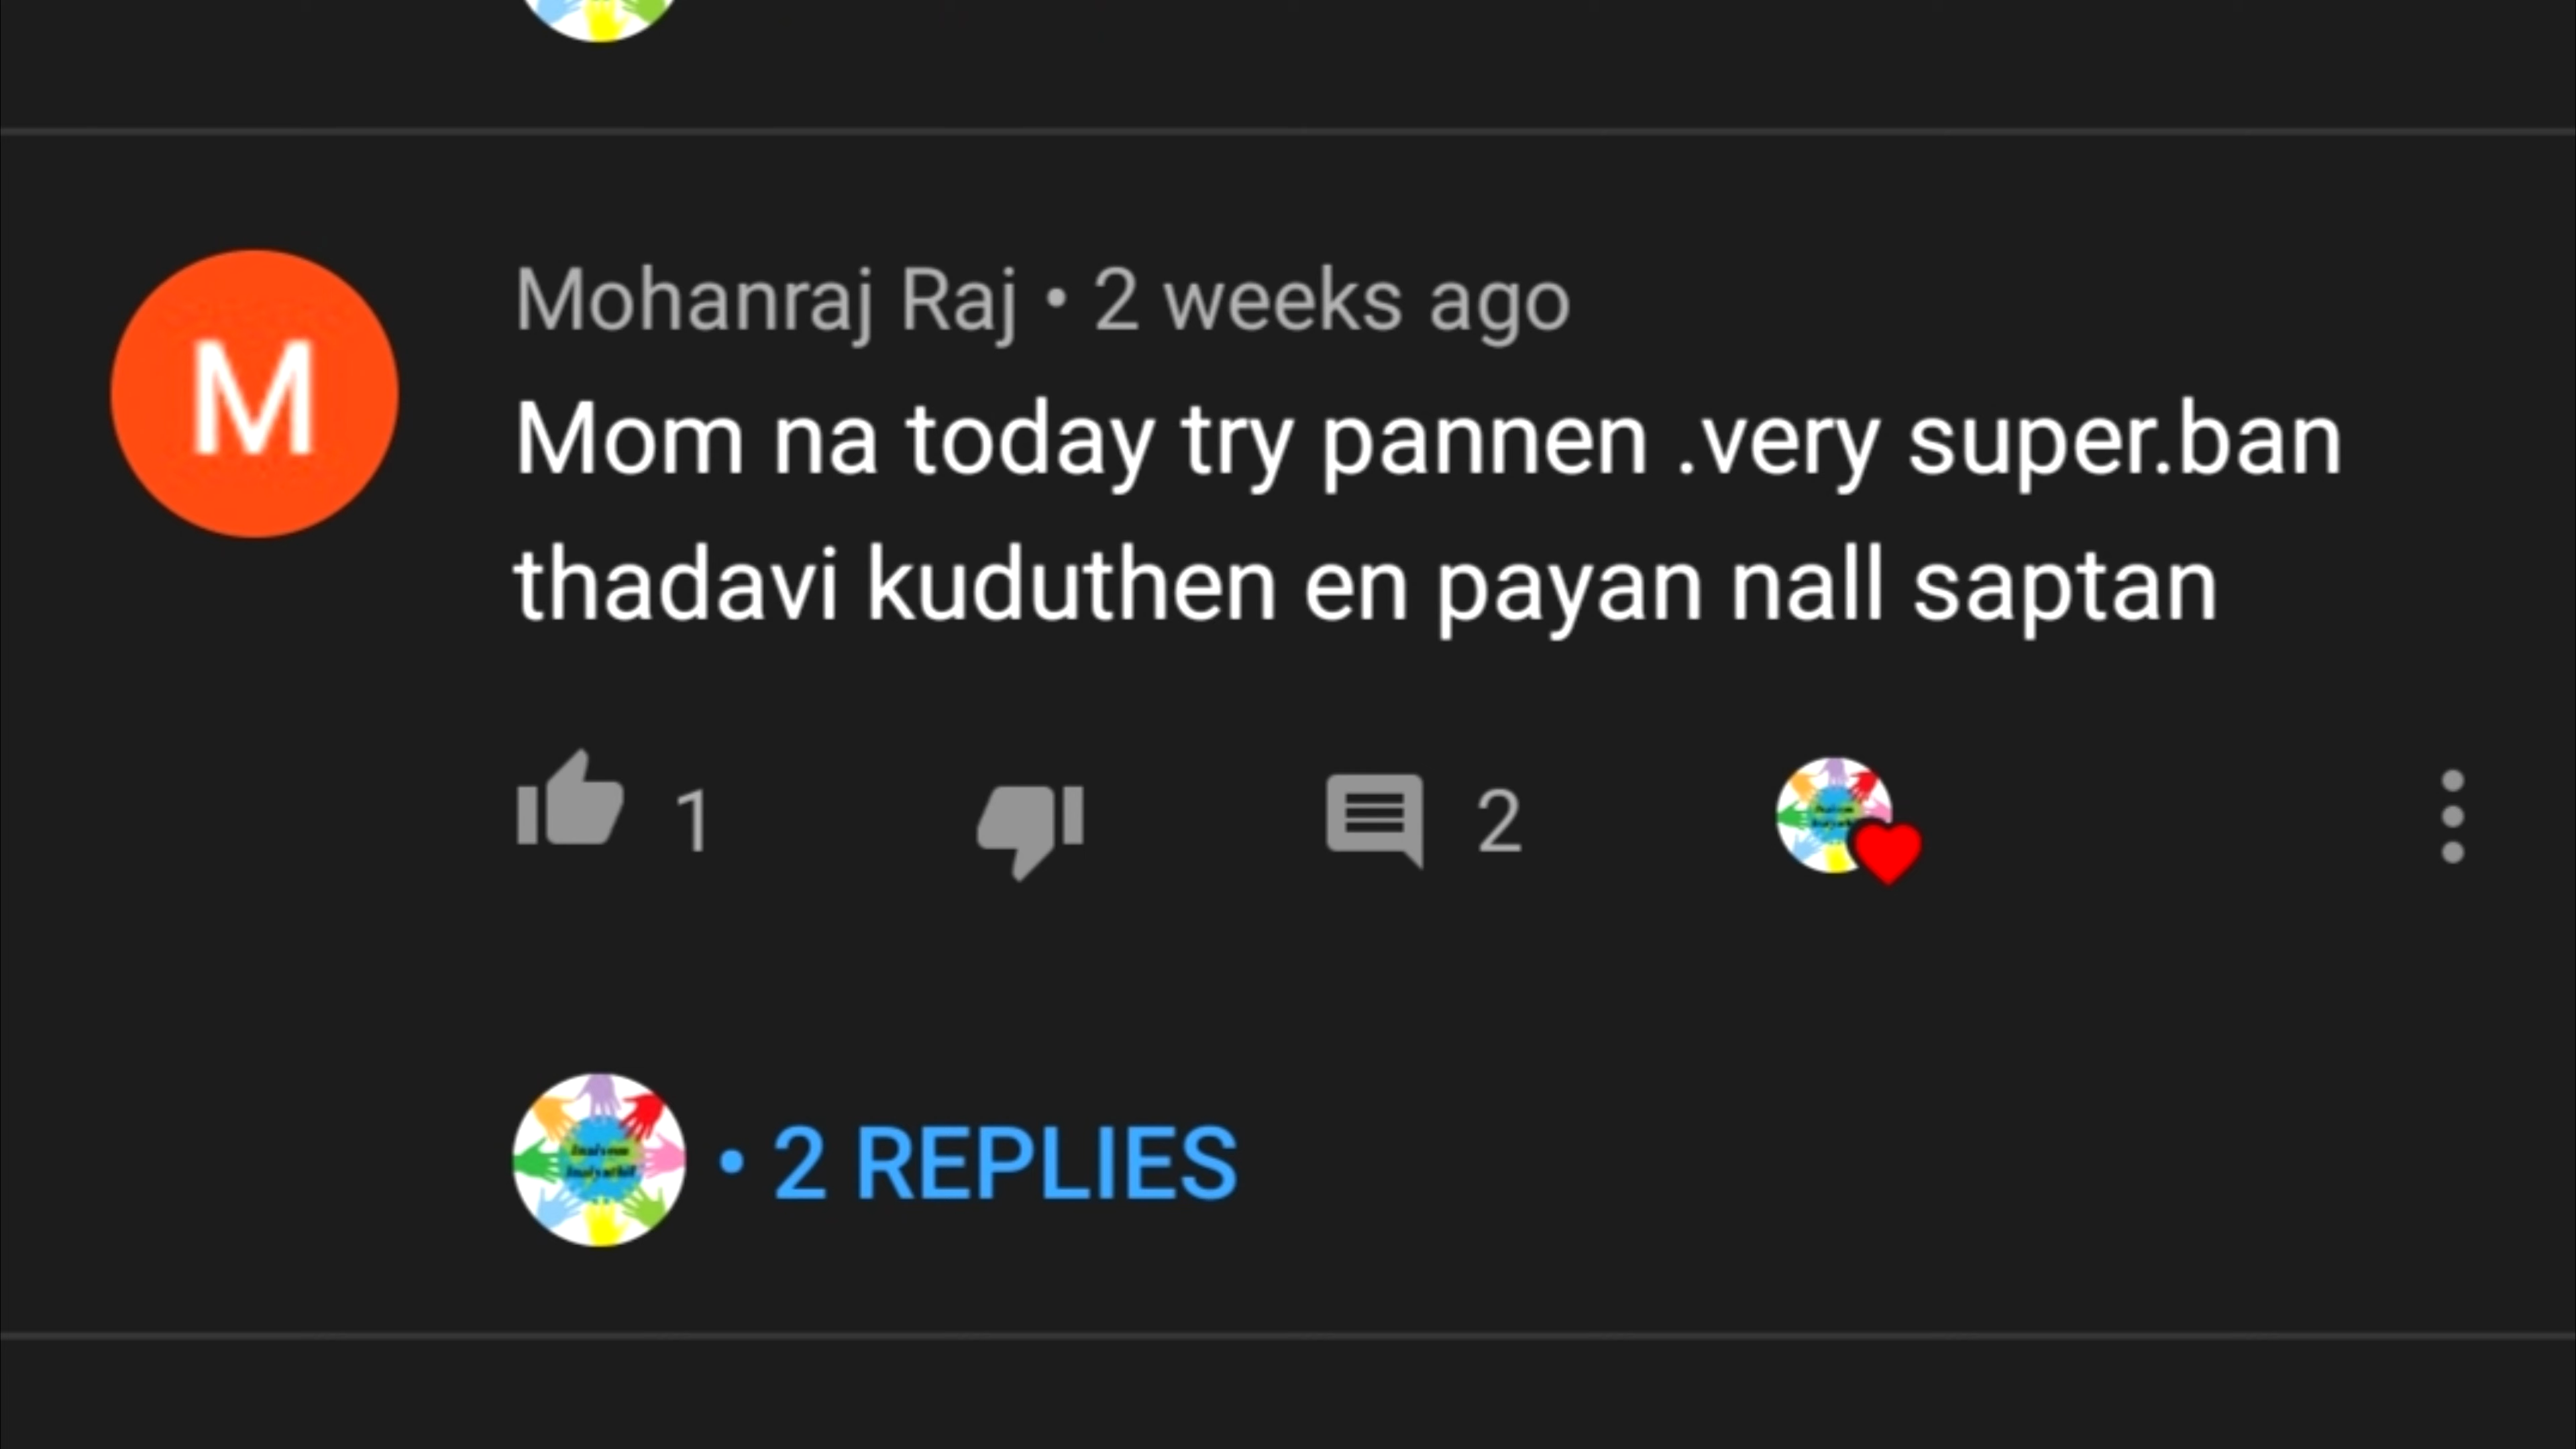 M
Mohanraj Raj • 2 weeks ago
Mom na today try pannen .very super.ban
thadavi kuduthen en payan nall saptan
1
2
• 2 REPLIES